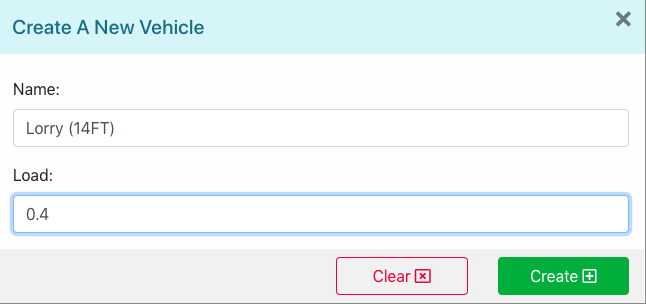 Create A New Vehicle
Name:
Lorry (14FT)
Load:
0.4
Clear
Create